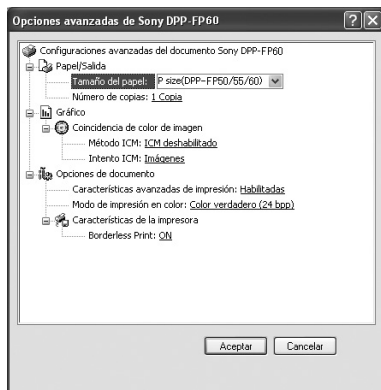 Opciones avanzadas de Sony DPP-FP60
Configuraciones avanzadas del documento Sony DPP-FP60
Papel/Salida
Tamaño del papel: P size(DPP-FP50/55/60)
Número de copias: 1 Copia
Gráfico
Coincidencia de color de imagen
Método ICM: ICM deshabilitado
Intento ICM: Imágenes
Opciones de documento
Características avanzadas de impresión: Habilitadas
Modo de impresión en color: Color verdadero (24 bpp)
Características de la impresora
Borderless Print: ON
Aceptar Cancelar